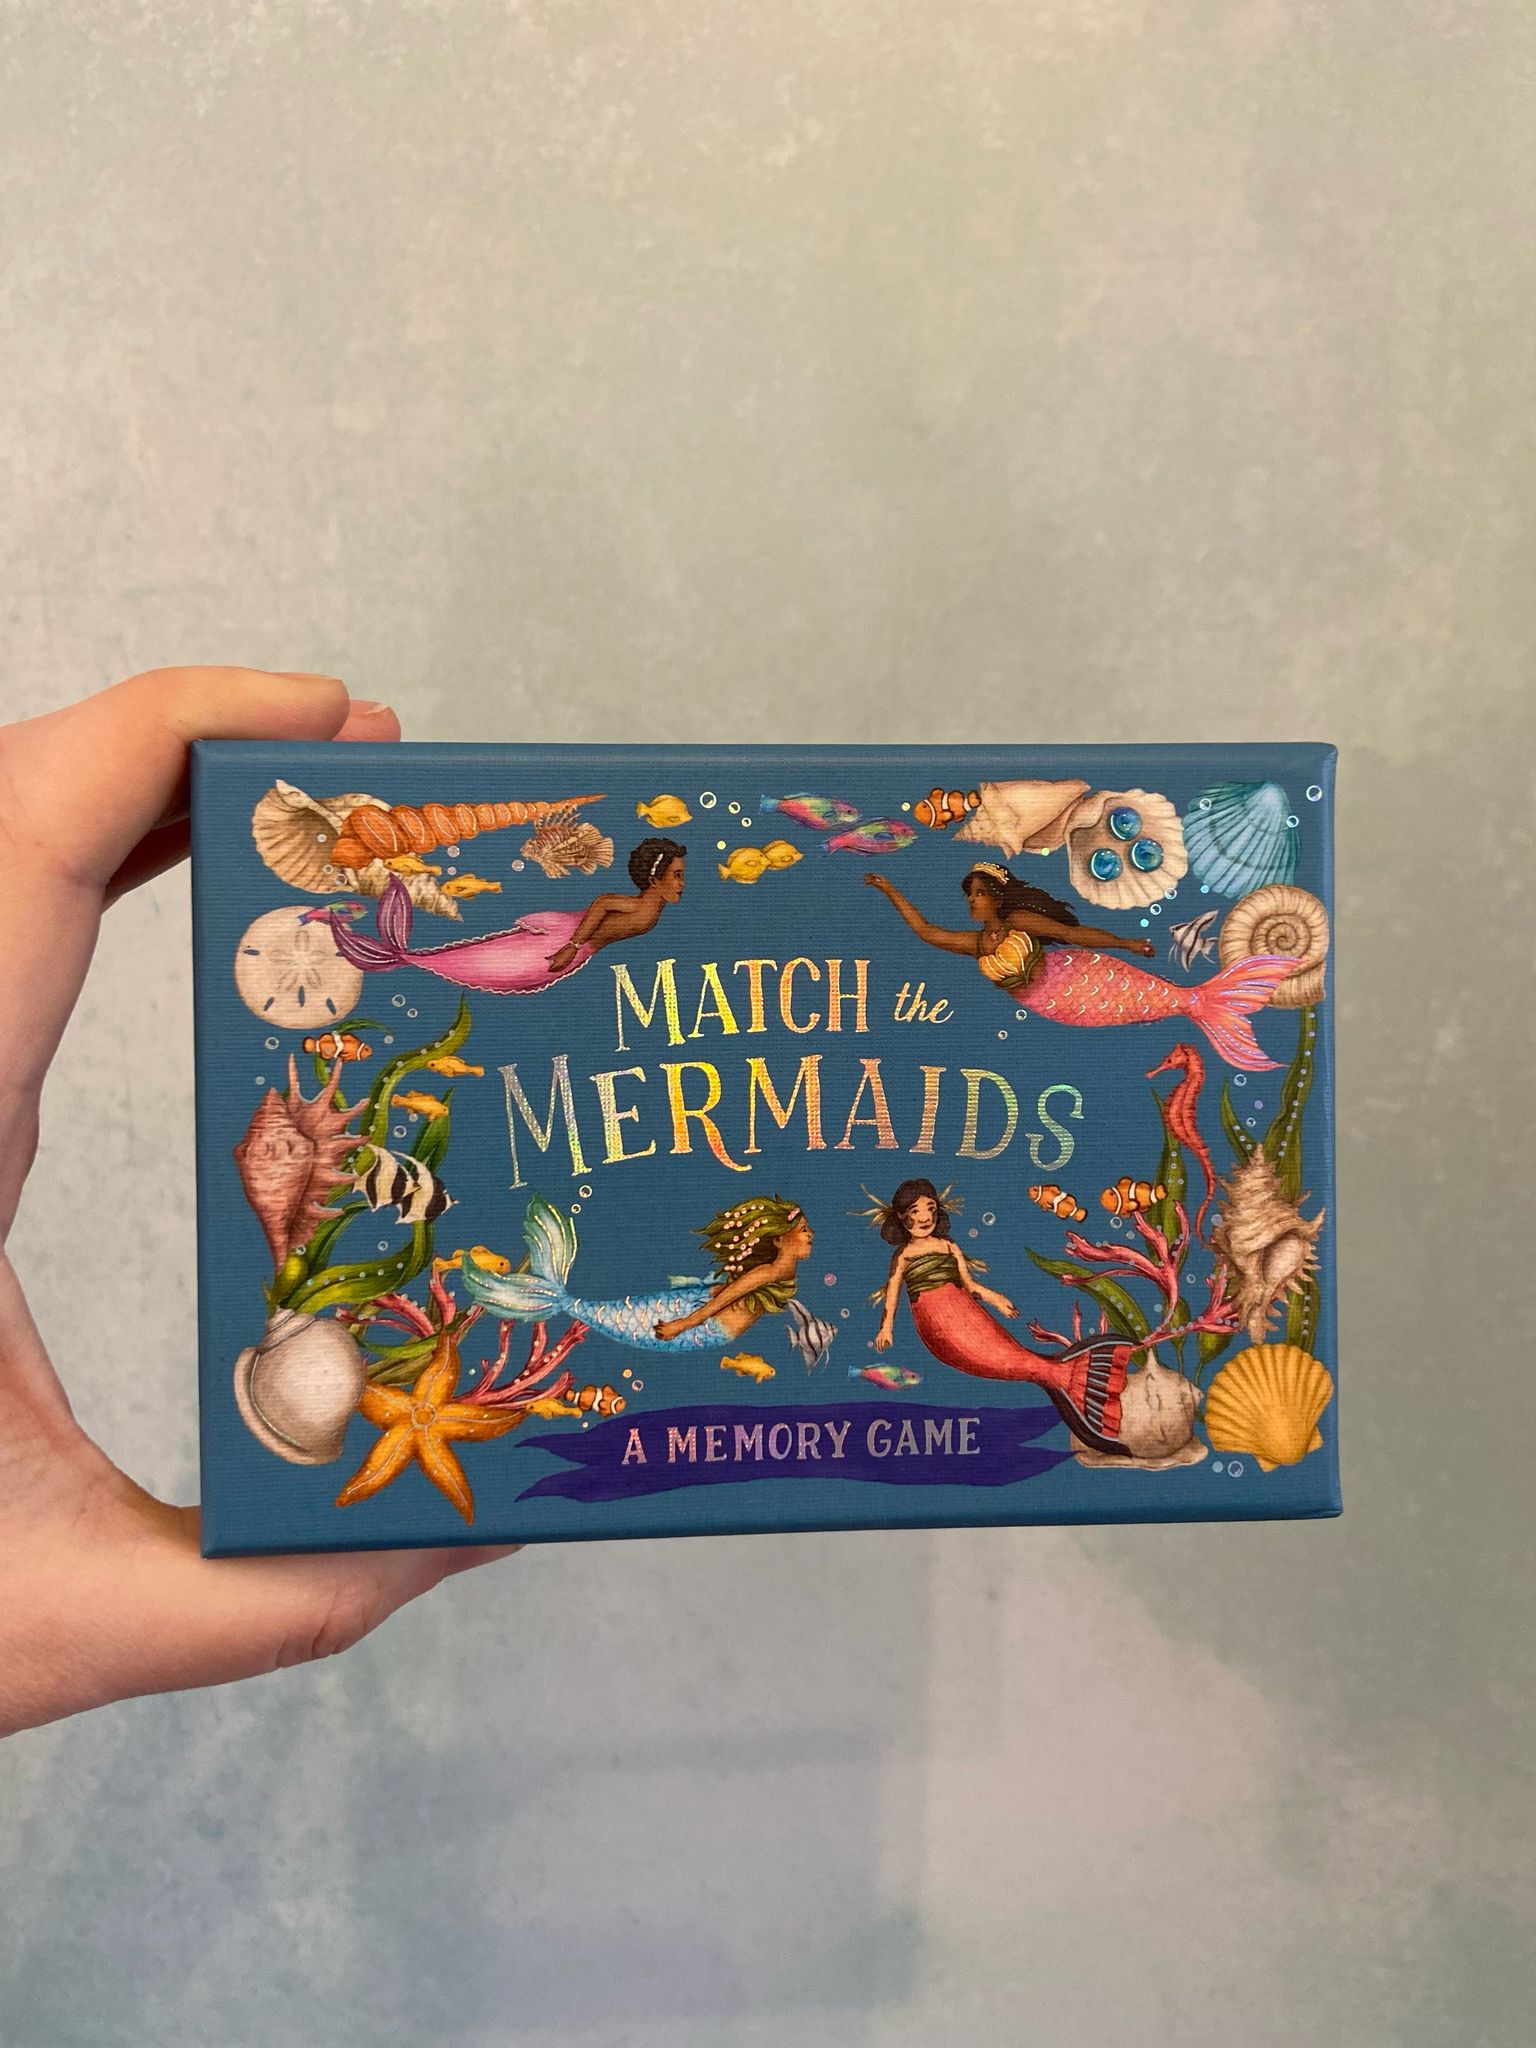 MATCH the
MERMAIDS
A MEMORY GAME